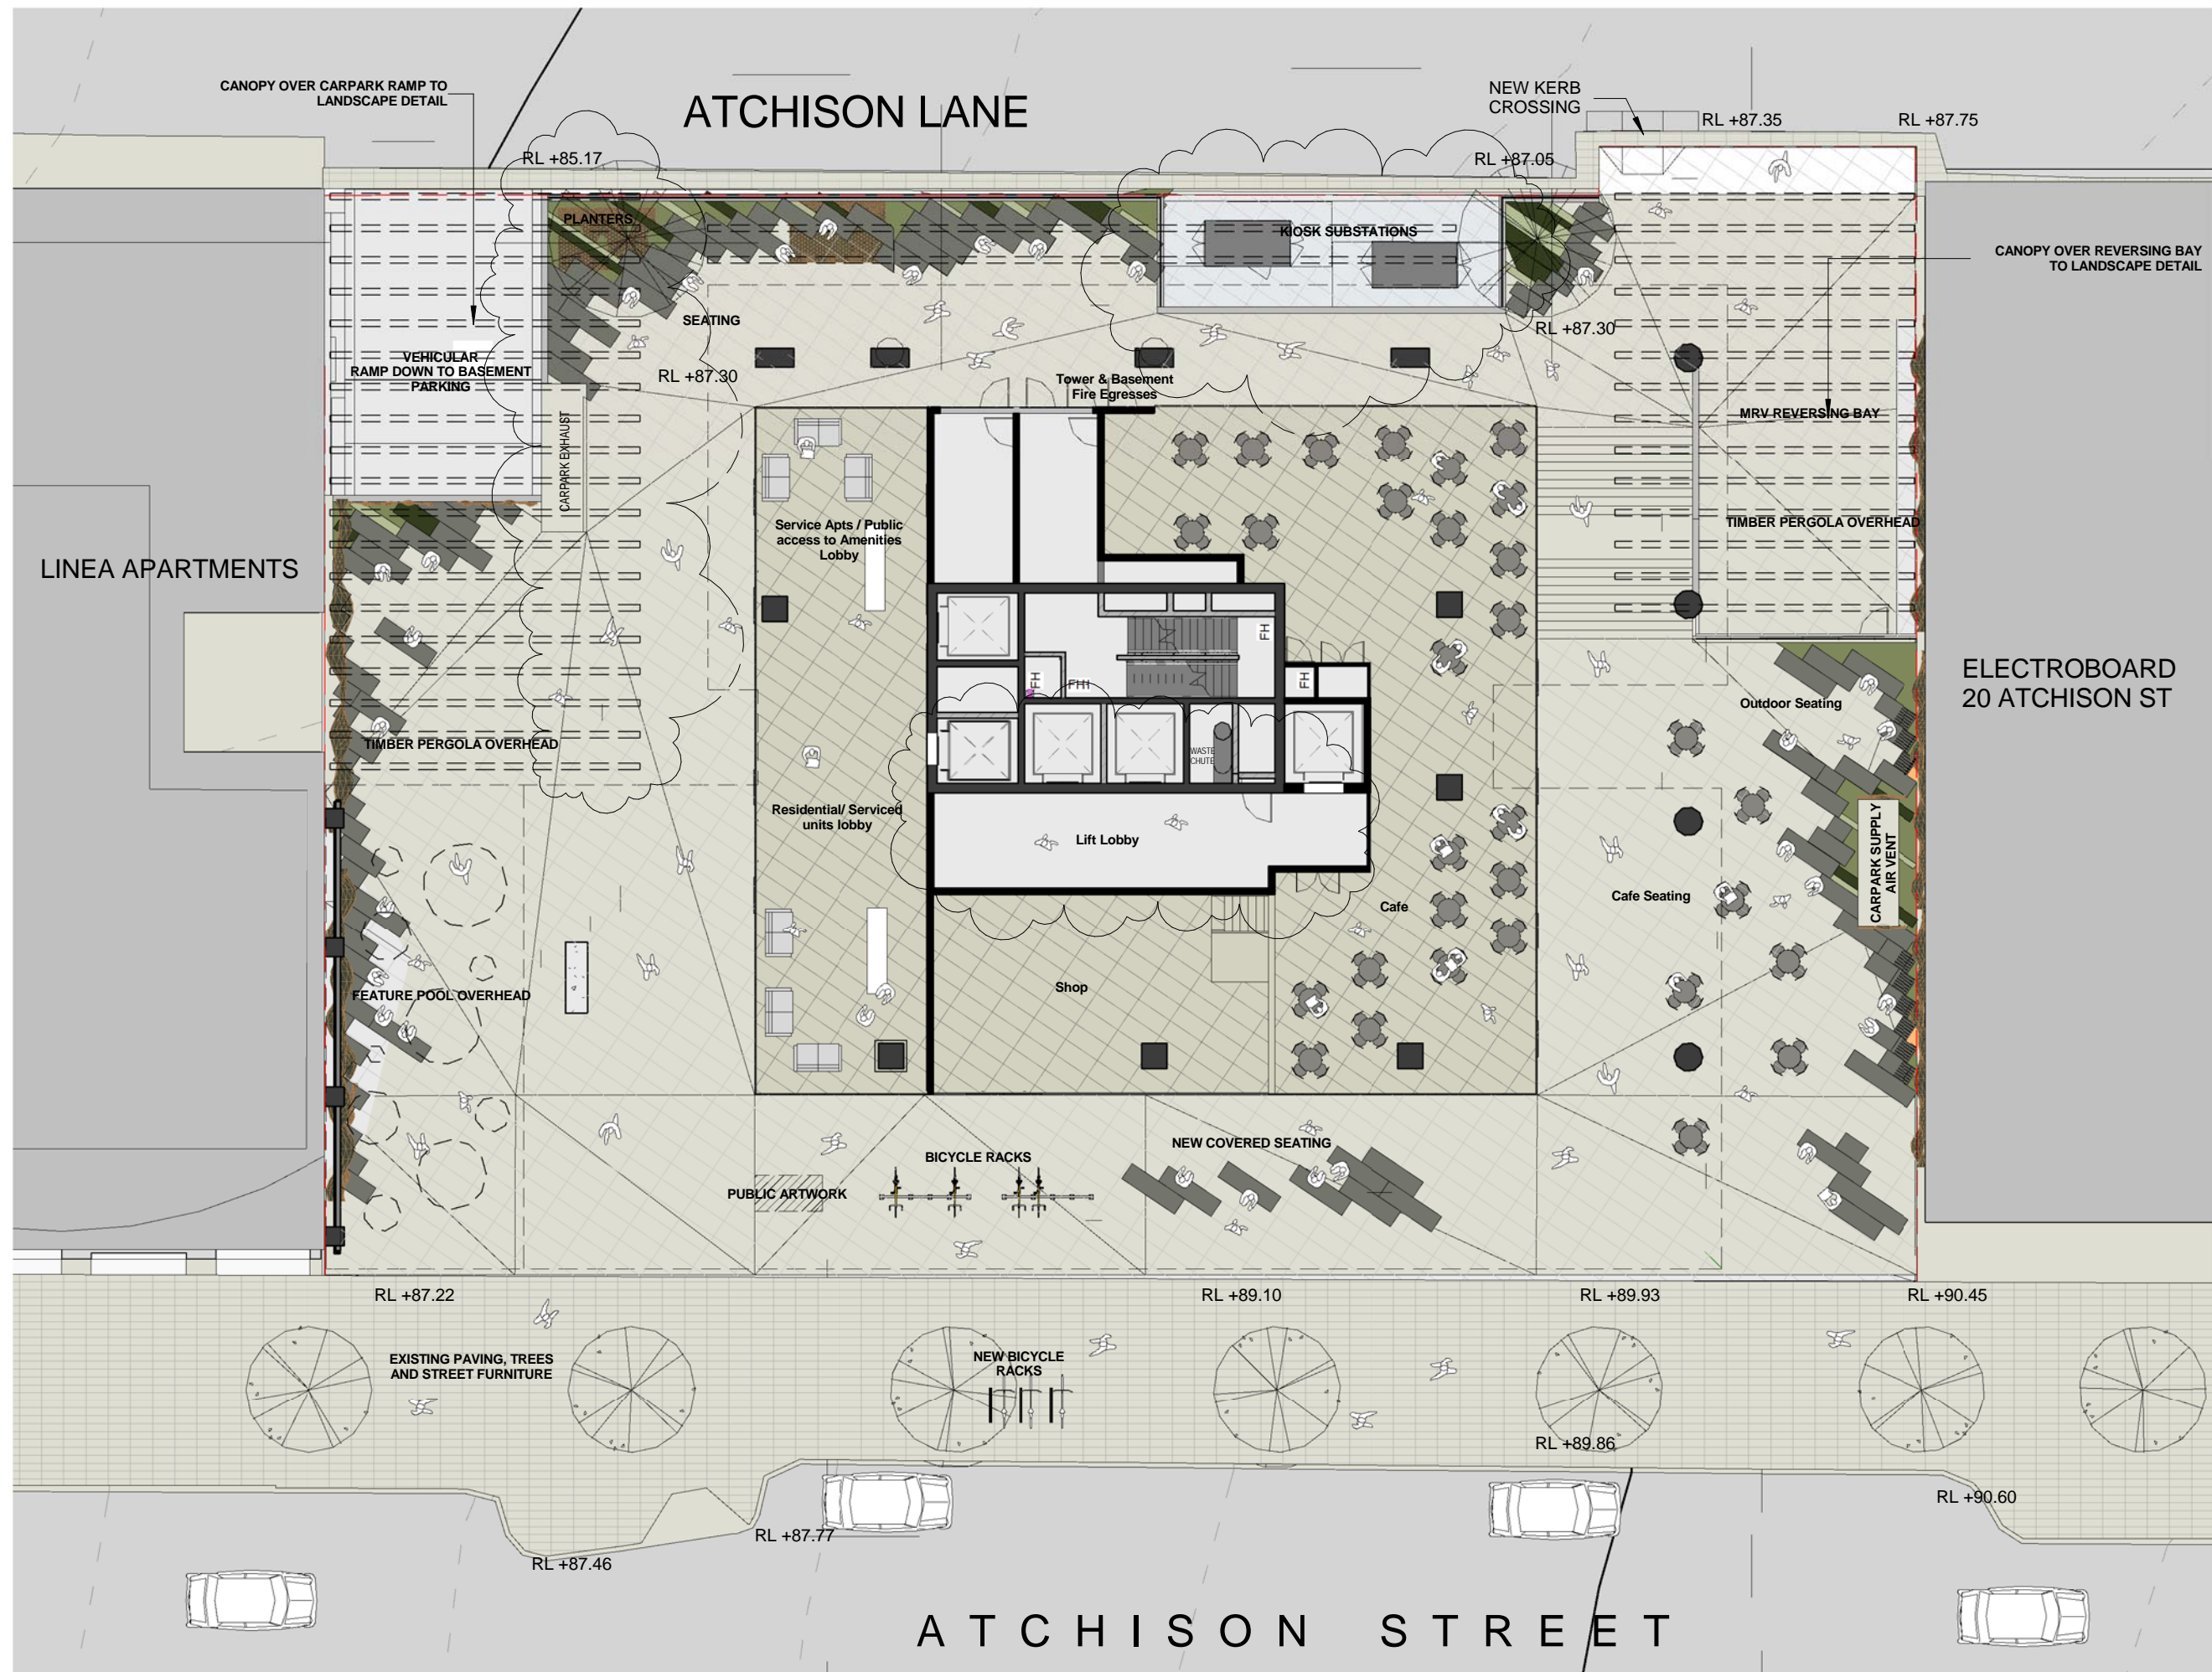 CANOPY OVER CARPARK RAMP TO
LANDSCAPE DETAIL
ATCHISON LANE
NEW KERB
CROSSING
RL +87.35
RL +87.75
RL +85.17
RL +87.05
PLANTERS
KIOSK SUBSTATIONS
CANOPY OVER REVERSING BAY
TO LANDSCAPE DETAIL
SEATING
RL +87.30
VEHICULAR
RAMP DOWN TO BASEMENT
PARKING
RL +87.30
Tower & Basement
Fire Egresses
CARPARK EXHAUST
MRV REVERSING BAY
Service Apts / Public
access to Amenities
Lobby
TIMBER PERGOLA OVERHEAD
LINEA APARTMENTS
FH
FH
FHI
FH
ELECTROBOARD
20 ATCHISON ST
Outdoor Seating
TIMBER PERGOLA OVERHEAD
WASTE
CHUTE
Residential/ Serviced
units lobby
Lift Lobby
CARPARK SUPPLY
AIR VENT
Cafe
Cafe Seating
Shop
FEATURE POOL OVERHEAD
NEW COVERED SEATING
BICYCLE RACKS
PUBLIC ARTWORK
RL +87.22
RL +89.10
RL +89.93
RL +90.45
EXISTING PAVING, TREES
AND STREET FURNITURE
NEW BICYCLE
RACKS
RL +89.86
RL +90.60
RL +87.77
RL +87.46
ATCHISON STREET